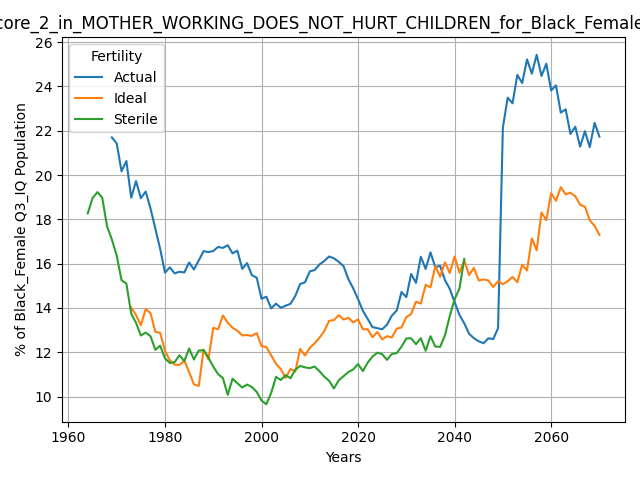 core_2_in_MOTHER_WORKING_DOES_NOT_HURT_CHILDREN_for_Black_Female
26
24
22
20
18
16
14
12
10
% of Black_Female Q3_IQ Population
Fertility
Actual
Ideal
Sterile
1960
1980
2000
2020
2040
2060
Years